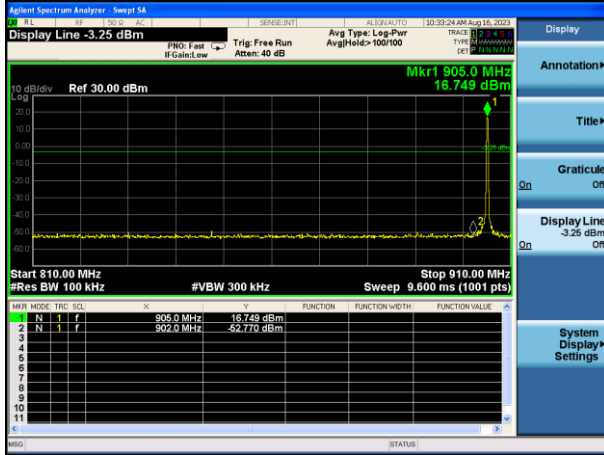 Agilent Spectrum Analyzer - Swept SA
RL RF 50 Ω AC SENSE:INT ALIGNAUTO 10:33:24 AM Aug 16, 2023
Display Line -3.25 dBm
PNO: Fast Trig: Free Run Avg Type: Log-Pwr TRACE 1 2 3 4 5 6
IFGain:Low Atten: 40 dB Avg|Hold>100/100 TYPE M
DET P N N N N N
Display
Annotation
Title
Graticule
On Off
Display Line
-3.25 dBm
On Off
System
Display
Settings
Mkr1 905.0 MHz
10 dB/div Ref 30.00 dBm 16.749 dBm
Log
1
20.0
10.0
0.00
-3.25 dBm
-10.0
-20.0
-30.0
-40.0
2
-50.0
-60.0
Start 810.00 MHz Stop 910.00 MHz
#Res BW 100 kHz #VBW 300 kHz Sweep 9.600 ms (1001 pts)
MKR MODE TRC SCL X Y FUNCTION FUNCTION WIDTH FUNCTION VALUE
1 N 1 f 905.0 MHz 16.749 dBm
2 N 1 f 902.0 MHz -52.770 dBm
3
4
5
6
7
8
9
10
11
MSG STATUS